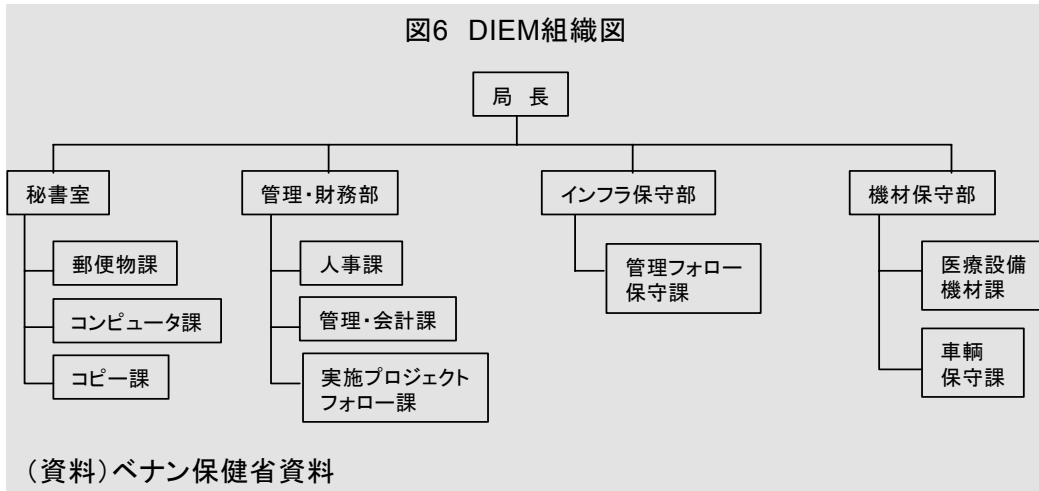 図6 DIEM組織図
局 長
秘書室
管理・財務部
インフラ保守部
機材保守部
郵便物課
コンピュータ課
コピー課
人事課
管理・会計課
実施プロジェクト
フォロー課
管理フォロー
保守課
医療設備
機材課
車輌
保守課
（資料）ベナン保健省資料